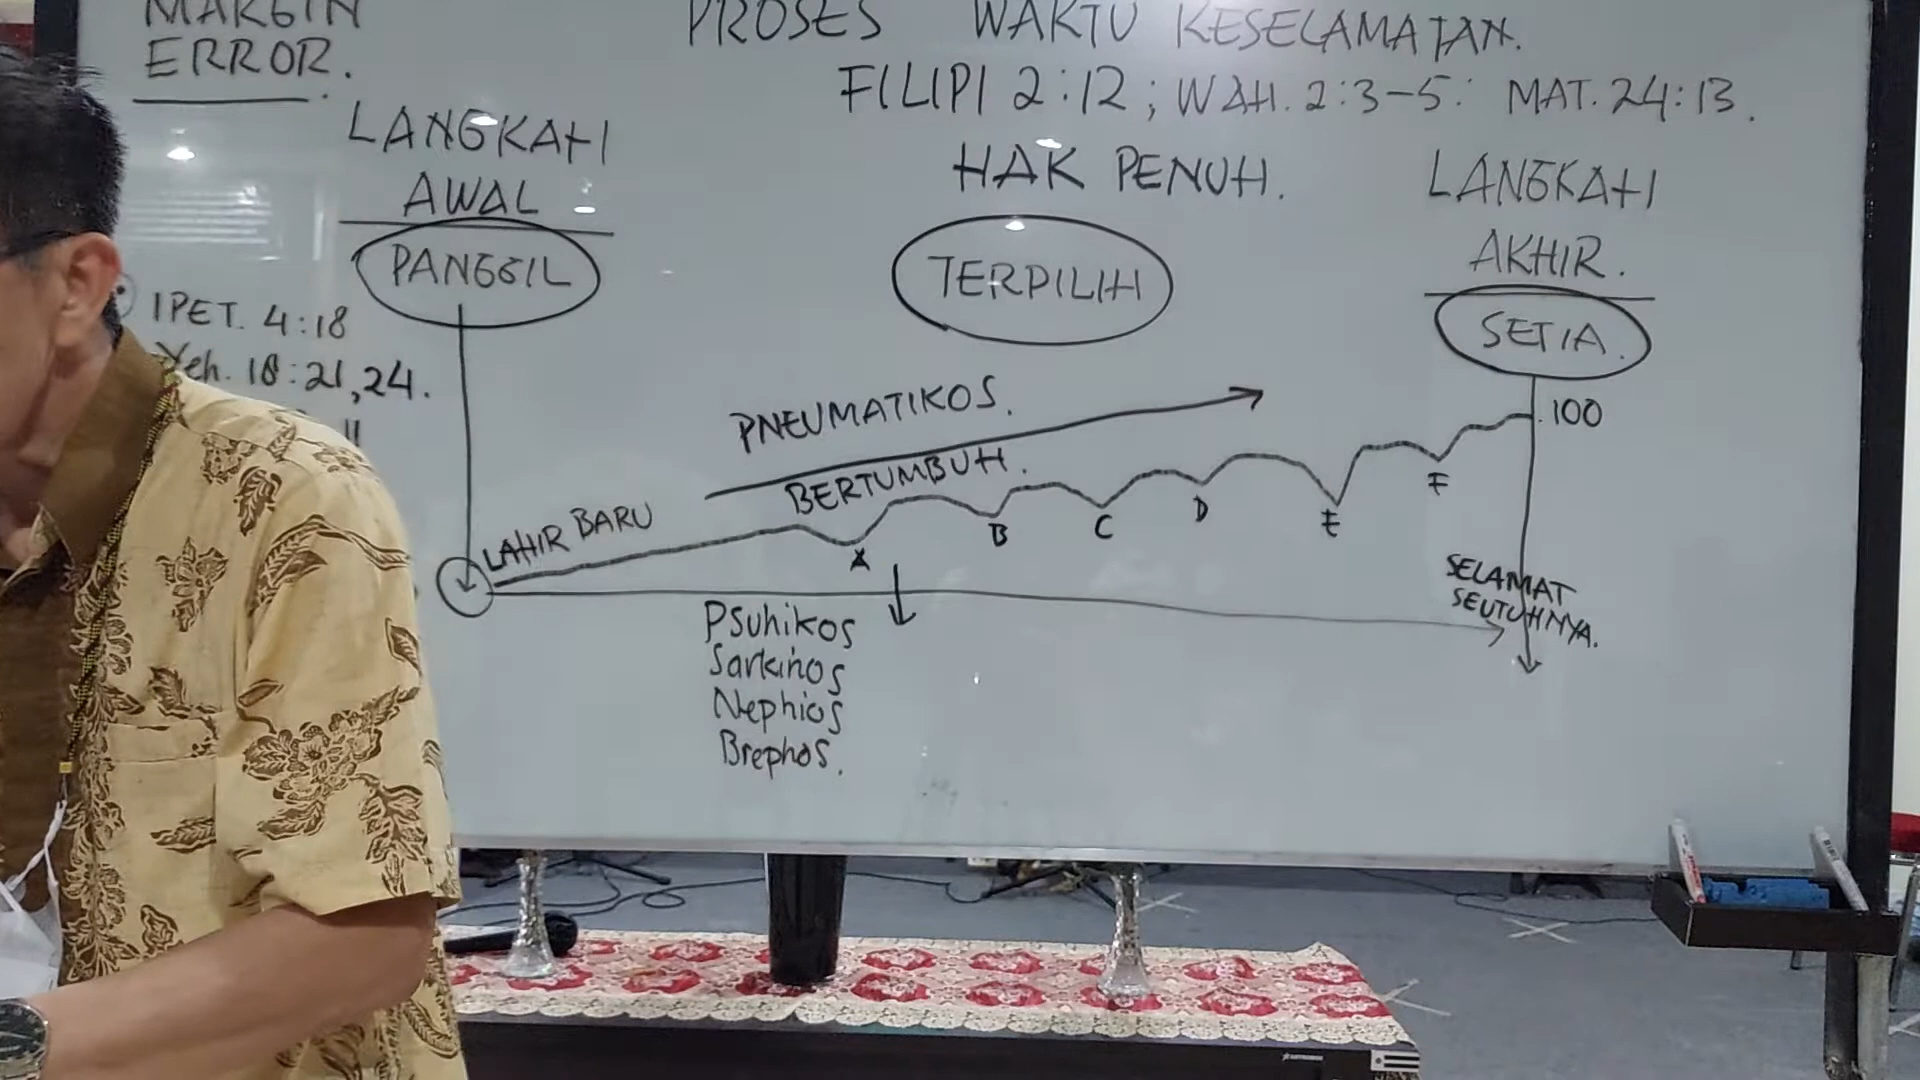 MARGIN
ERROR.
PROSES WAKTU KESELAMATAN.
FILIPI 2:12; WAH. 2:3-5: MAT. 24:13.
LANGKAH
AWAL
PANGGIL
HAK PENUH.
TERPILIH
LANGKAH
AKHIR.
SETIA.
1PET. 4:18
Yeh. 18:21,24.
PNEUMATIKOS.
BERTUMBUH.
LAHIR BARU
100
A
B
C
D
E
F
SELAMAT
SEUTUHNYA.
Psuhikos
Sarkinos
Nephios
Brephos.